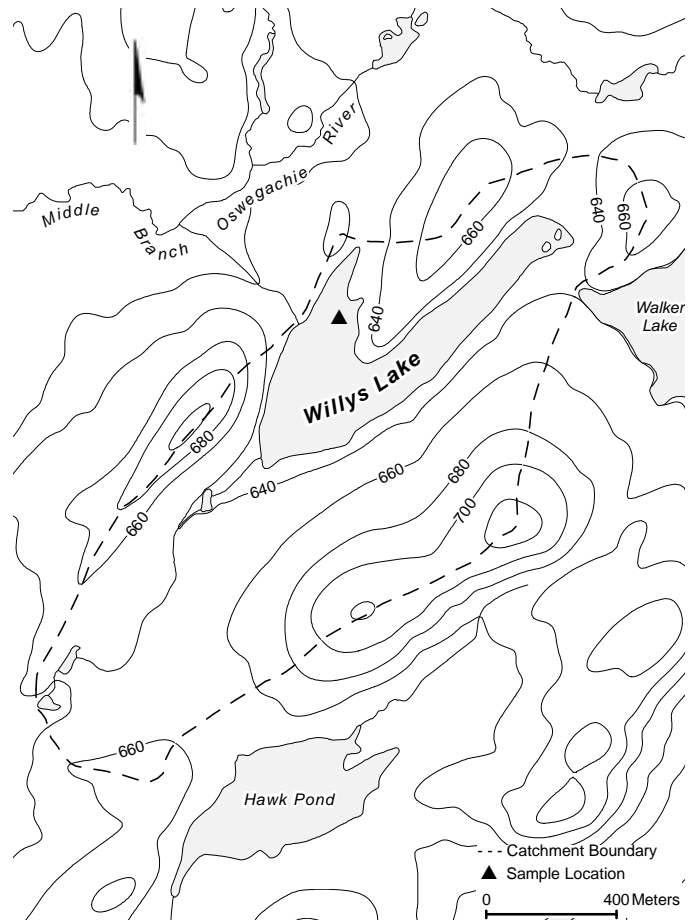 River
Oswegachie
Middle
Branch
640
660
660
Walker
Lake
640
Willys Lake
680
660
680
640
700
660
660
Hawk Pond
Catchment Boundary
Sample Location
0 400 Meters